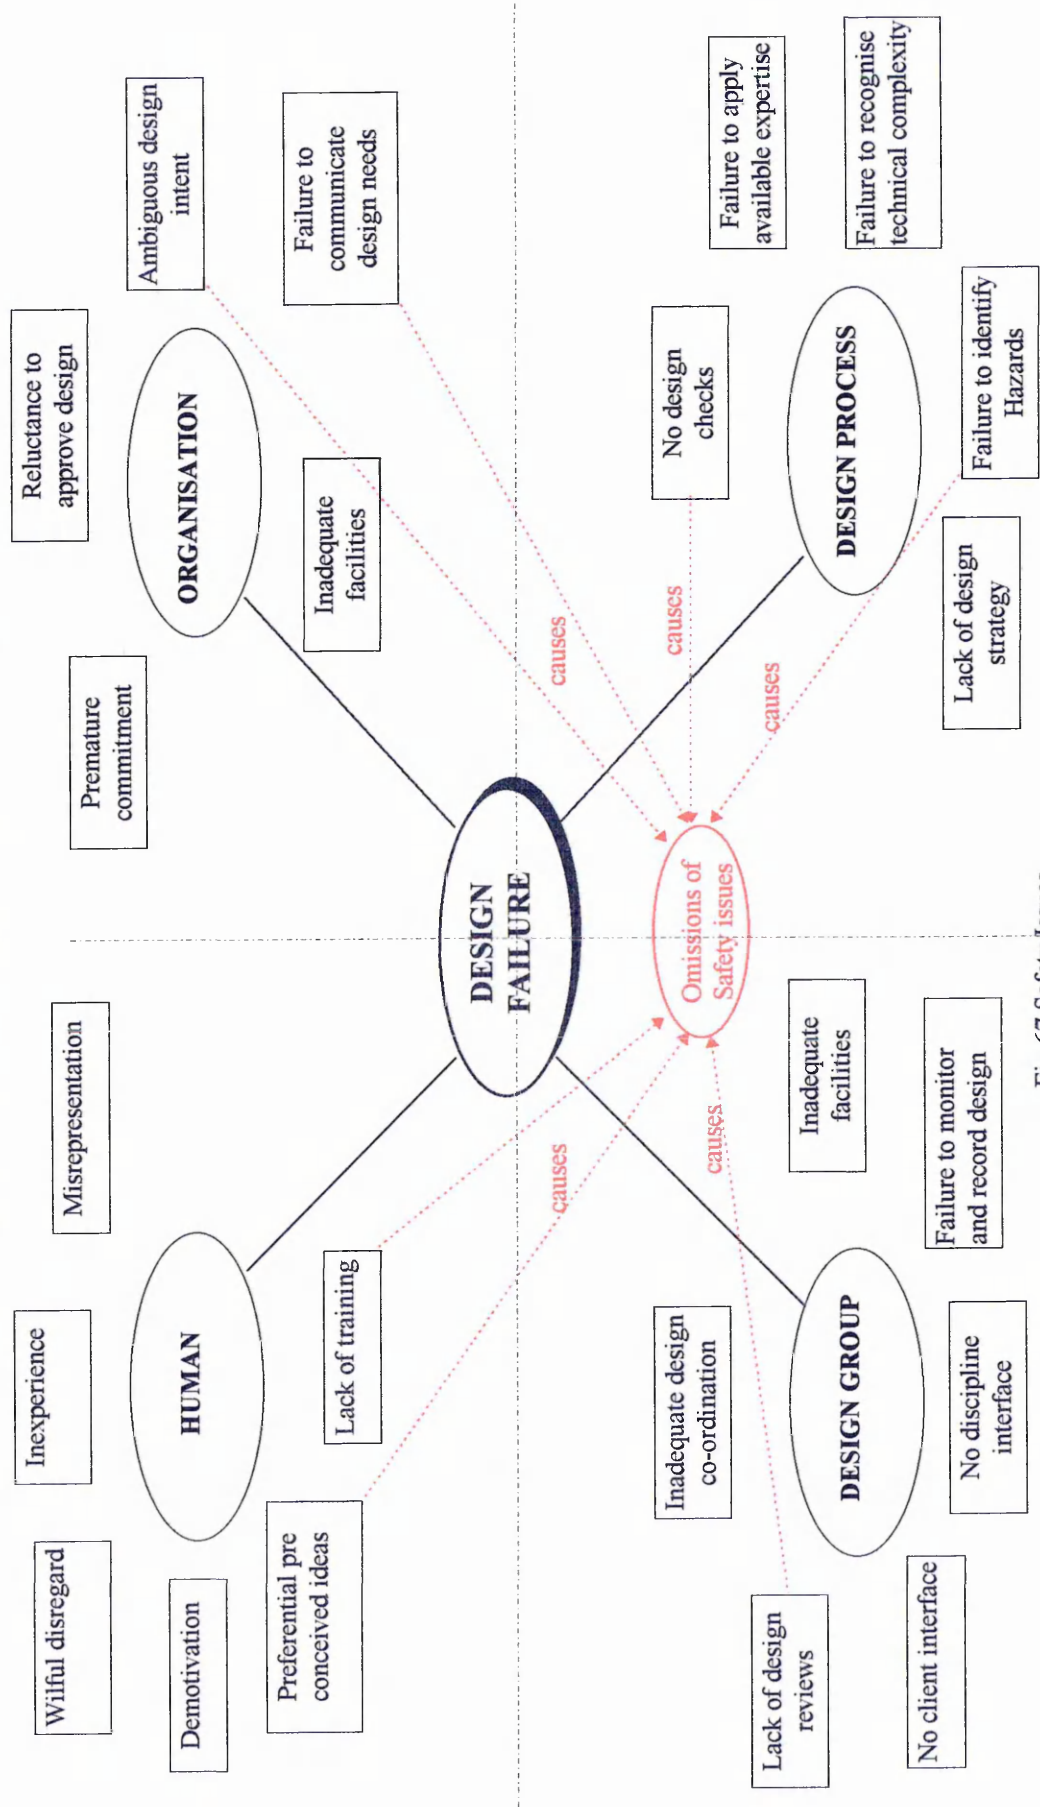 Wilful disregard
Inexperience
Misrepresentation
Demotivation
HUMAN
Preferential pre
conceived ideas
Lack of training
Premature
commitment
Reluctance to
approve design
ORGANISATION
Ambiguous design
intent
Inadequate
facilities
Failure to
communicate
design needs
DESIGN
FAILURE
causes
causes
Omissions of
Safety issues
causes
causes
causes
Lack of design
reviews
Inadequate design
co-ordination
DESIGN GROUP
Inadequate
facilities
No client interface
No discipline
interface
Failure to monitor
and record design
No design
checks
Failure to apply
available expertise
DESIGN PROCESS
Failure to recognise
technical complexity
Lack of design
strategy
Failure to identify
Hazards